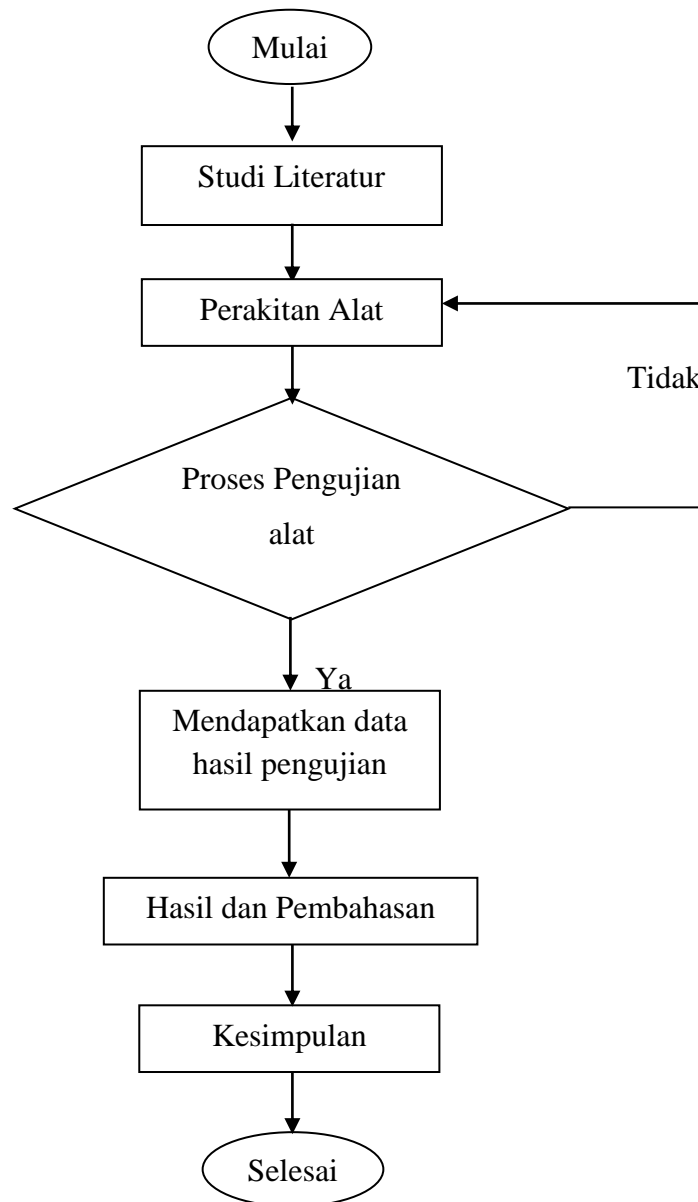 Mulai
Studi Literatur
Perakitan Alat
Tidak
Proses Pengujian
alat
Ya
Mendapatkan data
hasil pengujian
Hasil dan Pembahasan
Kesimpulan
Selesai